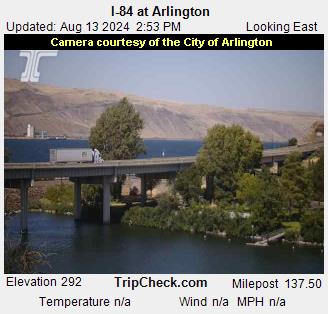 I-84 at Arlington
Updated: Aug 13 2024 2:53 PM Looking East
Camera courtesy of the City of Arlington
Elevation 292 TripCheck.com Milepost 137.50
Temperature n/a Wind n/a MPH n/a